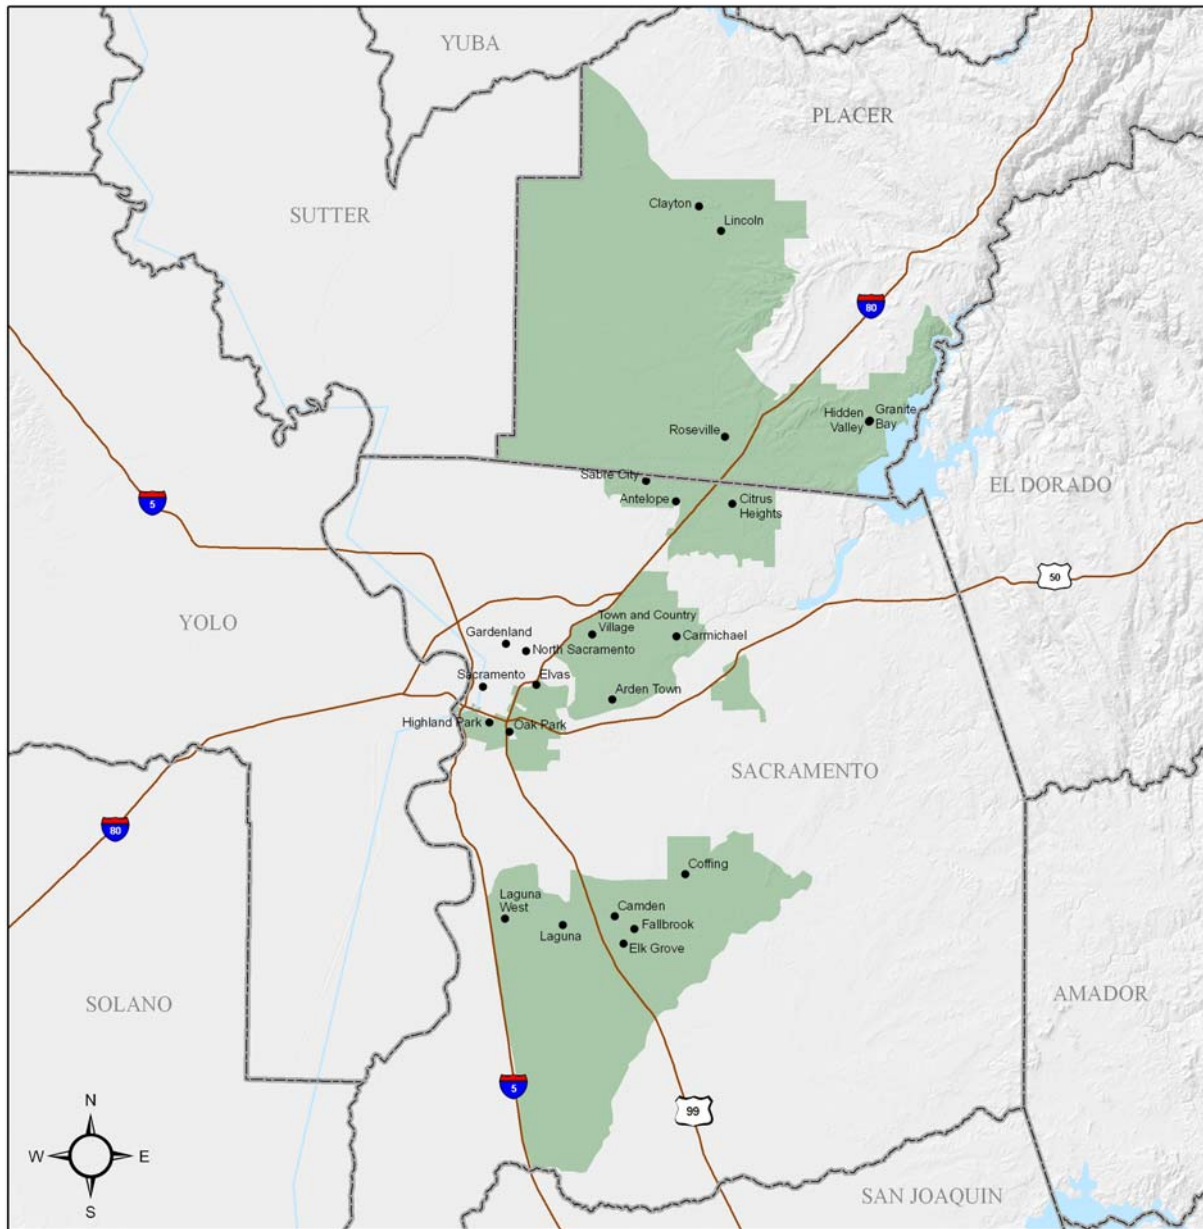 YUBA
PLACER
SUTTER
Clayton
Lincoln
80
Hidden
Valley
Granite
Bay
Roseville
Sabre City
Antelope
Citrus
Heights
EL DORADO
5
50
YOLO
Gardenland
Town and Country
Village
Carmichael
North Sacramento
Sacramento
Elvas
Arden Town
Highland Park
Oak Park
SACRAMENTO
80
Coffing
Laguna
West
Camden
Fallbrook
Laguna
Elk Grove
SOLANO
AMADOR
5
99
N
W
E
S
SAN JOAQUIN